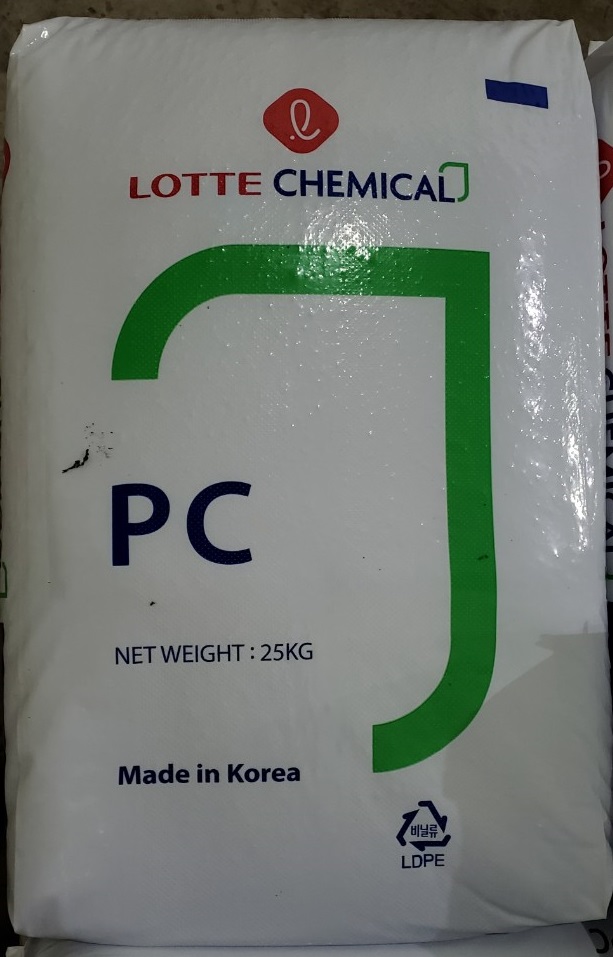 LOTTE CHEMICAL
PC
NET WEIGHT : 25KG
Made in Korea
비닐류
LDPE